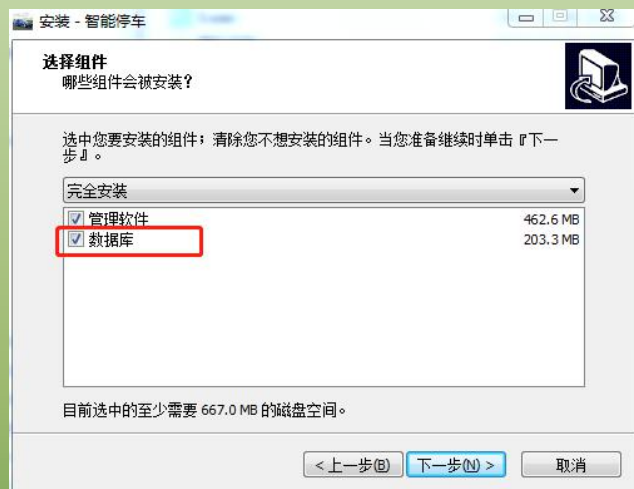 安装 - 智能停车
选择组件
哪些组件会被安装?
选中您要安装的组件；清除您不想安装的组件。当您准备继续时单击『下一
步』。
完全安装
管理软件 462.6 MB
数据库 203.3 MB
目前选中的至少需要 667.0 MB 的磁盘空间。
<上一步(B) 下一步(N) > 取消